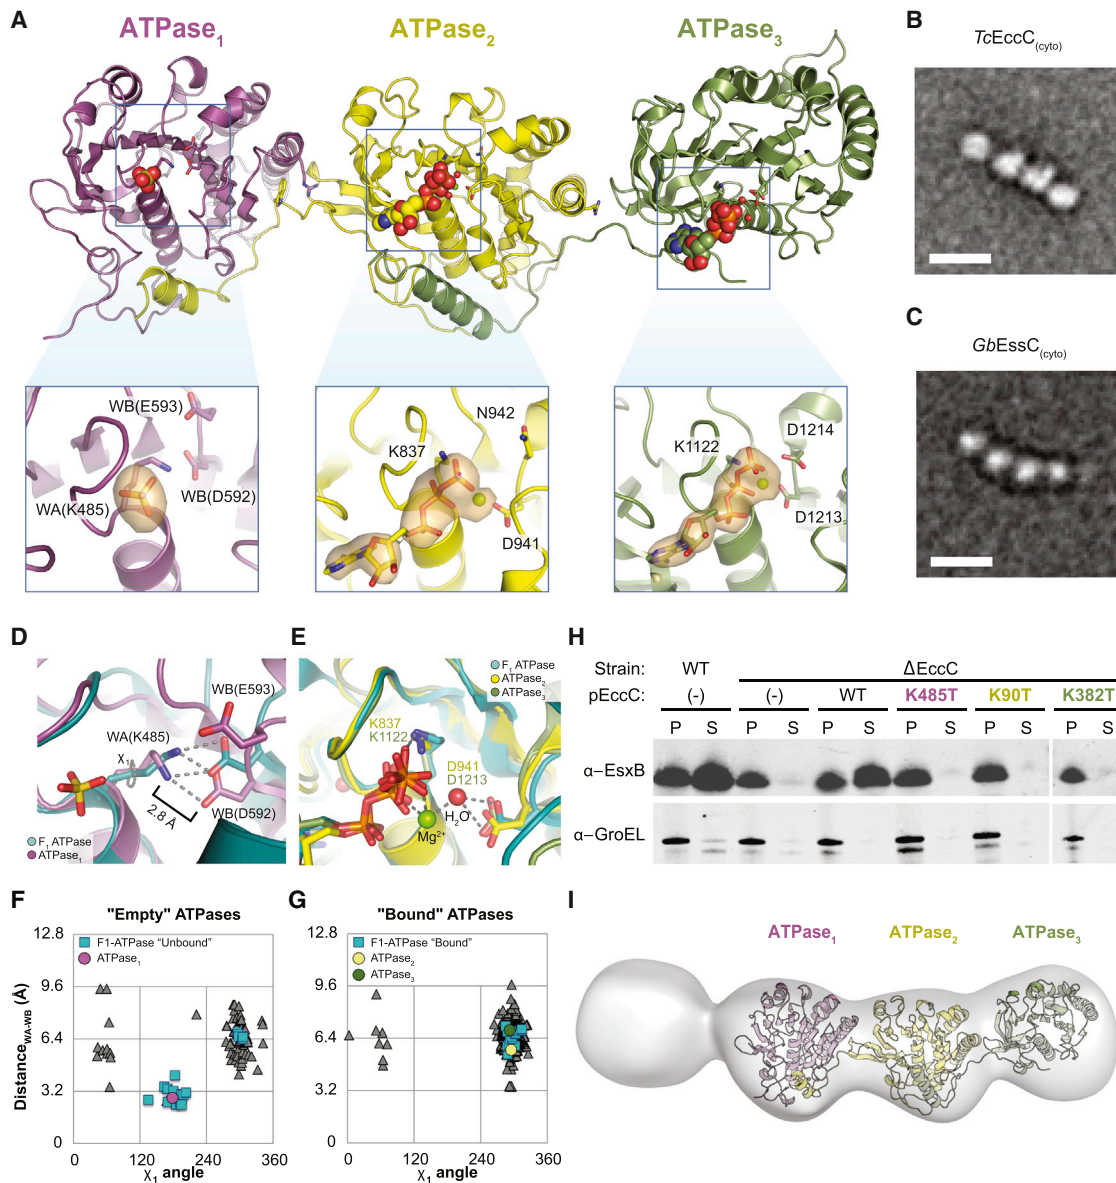 A
ATPase1
ATPase2
ATPase3
WB(E593)
WA(K485)
WB(D592)
K837
N942
D941
K1122
D1214
D1213
B
TcEccC(cyto)
C
GbEssC(cyto)
D
WB(E593)
WA(K485)
χ1
2.8 Å
WB(D592)
F1 ATPase
ATPase1
E
F1 ATPase
ATPase2
ATPase3
K837
K1122
D941
D1213
H2O
Mg2+
H
Strain: WT ΔEccC
pEccC: (-) (-) WT K485T K90T K382T
P S P S P S P S P S P S
α–EsxB
α–GroEL
F
"Empty" ATPases
F1-ATPase "Unbound"
ATPase1
DistanceWA-WB (Å)
12.8
9.6
6.4
3.2
0
0 120 240 360
χ1 angle
G
"Bound" ATPases
F1-ATPase "Bound"
ATPase2
ATPase3
12.8
9.6
6.4
3.2
0
0 120 240 360
χ1 angle
I
ATPase1
ATPase2
ATPase3